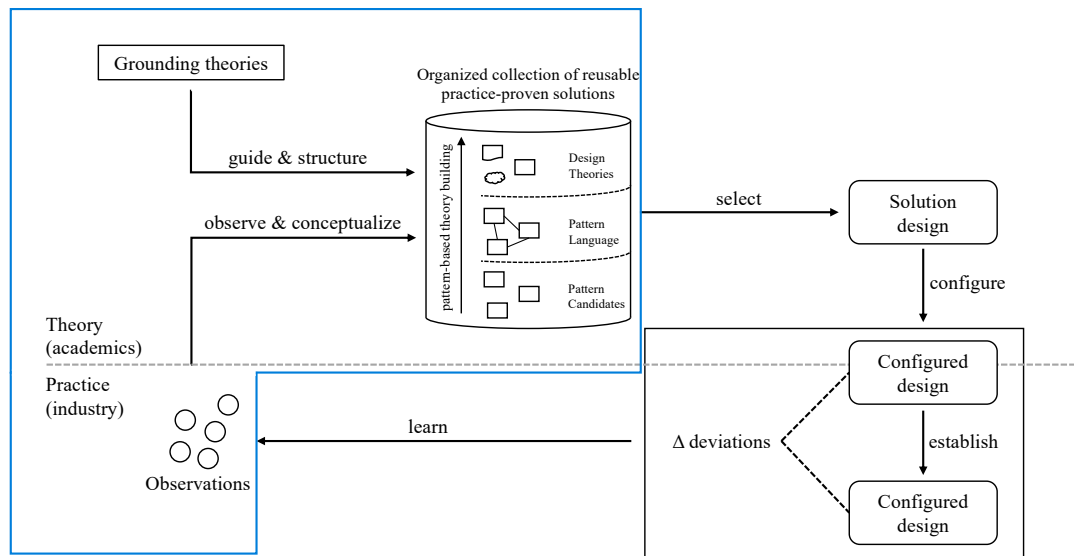 Grounding theories
Organized collection of reusable
practice-proven solutions
guide & structure
observe & conceptualize
pattern-based theory building
Design
Theories
Pattern
Language
Pattern
Candidates
select
Solution
design
configure
Theory
(academics)
Practice
(industry)
Observations
learn
Δ deviations
Configured
design
establish
Configured
design